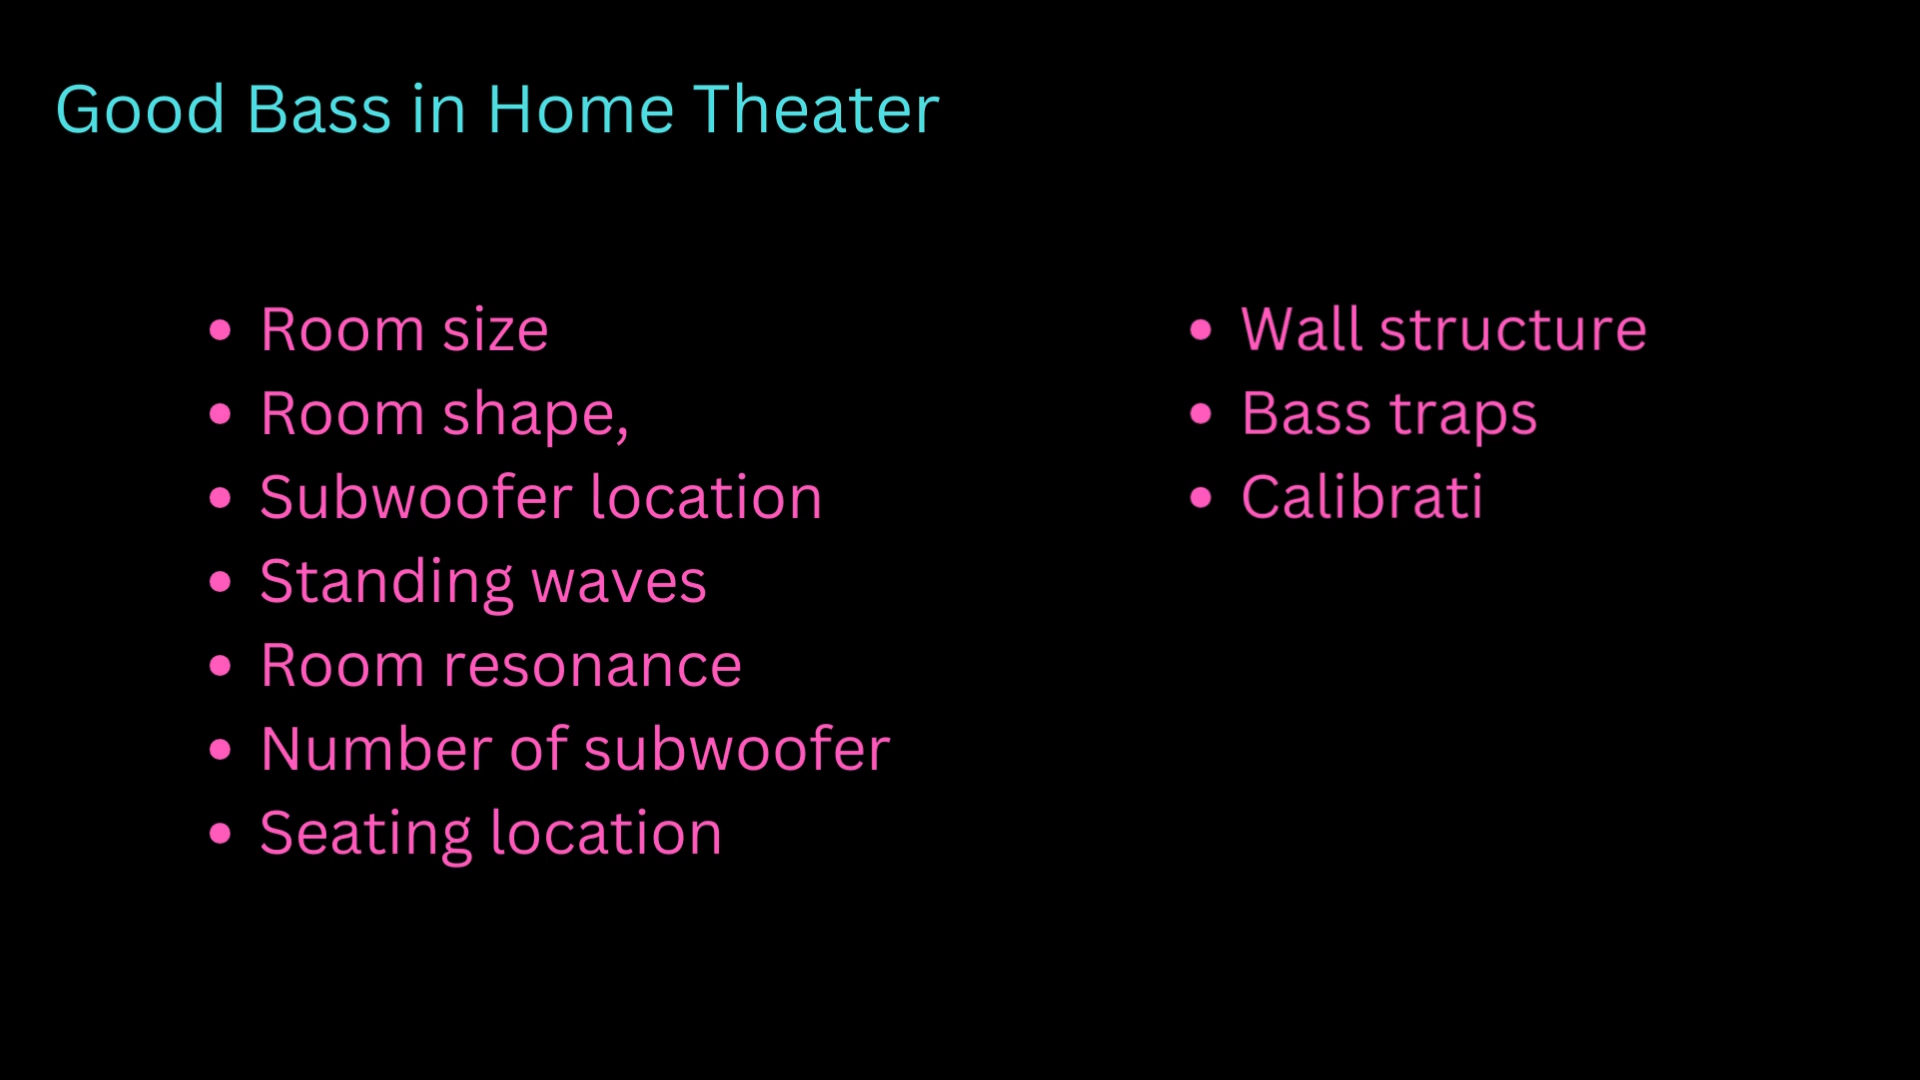 Good Bass in Home Theater
• Room size
• Room shape,
• Subwoofer location
• Standing waves
• Room resonance
• Number of subwoofer
• Seating location
• Wall structure
• Bass traps
• Calibrati